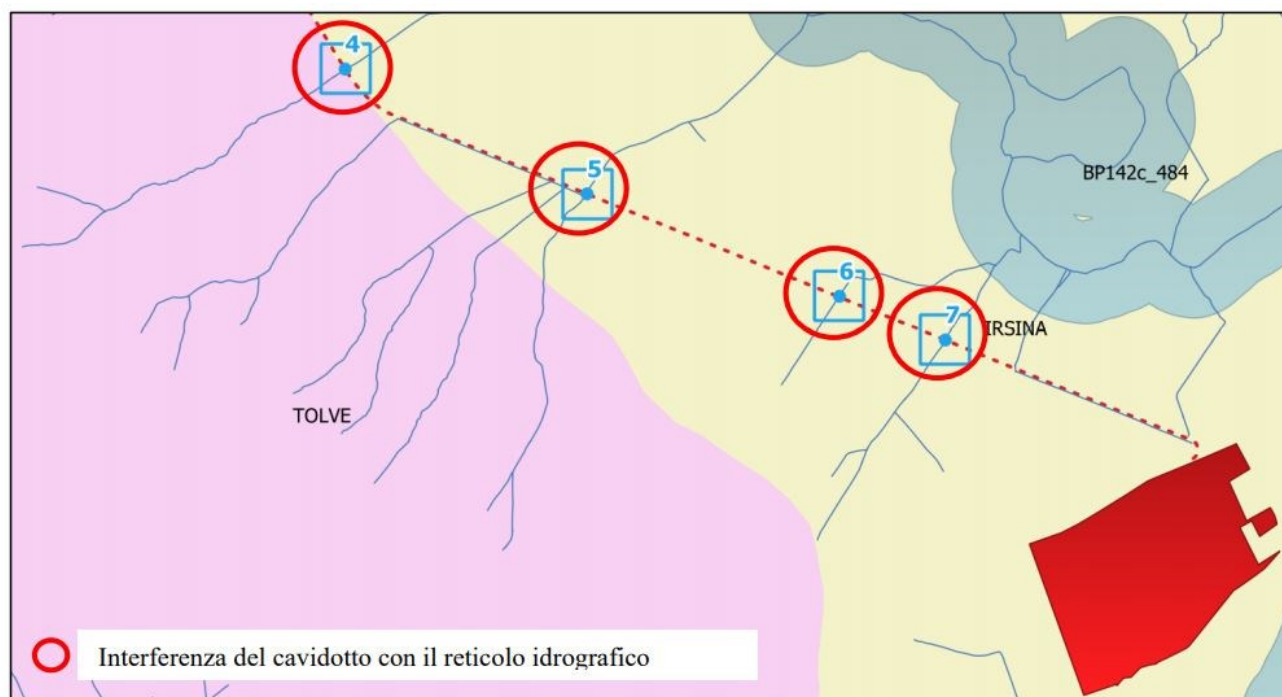 4
5
BP142c_484
6
7
IRSINA
TOLVE
Interferenza del cavidotto con il reticolo idrografico